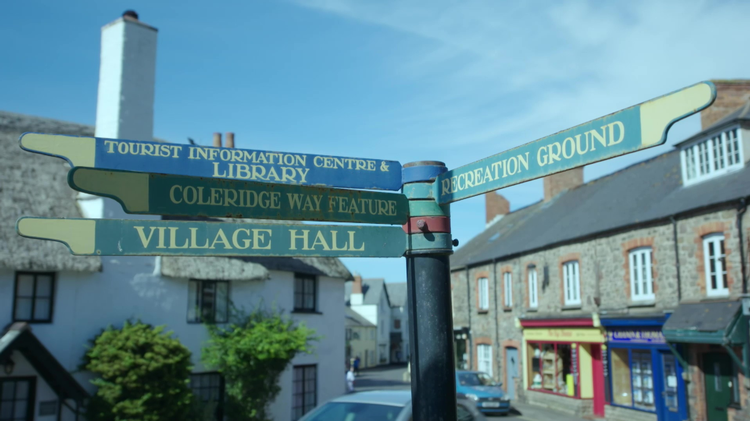 TOURIST INFORMATION CENTRE &
LIBRARY
COLERIDGE WAY FEATURE
VILLAGE HALL
RECREATION GROUND